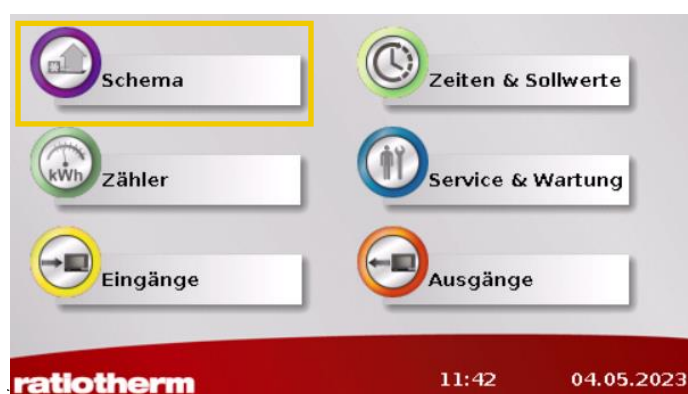 Schema
Zeiten & Sollwerte
kWh
Zähler
Service & Wartung
Eingänge
Ausgänge
ratiotherm
11:42
04.05.2023